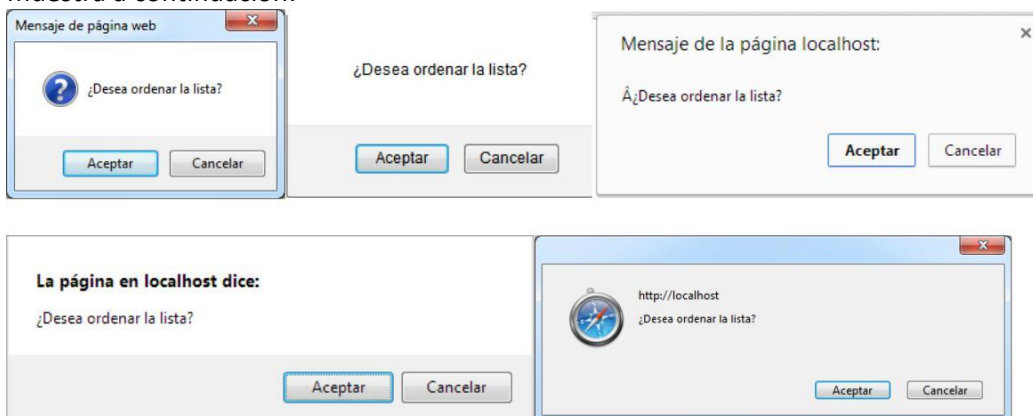 muestra a continuación:
Mensaje de página web
¿Desea ordenar la lista?
Aceptar Cancelar
¿Desea ordenar la lista?
Aceptar Cancelar
Mensaje de la página localhost:
Â¿Desea ordenar la lista?
Aceptar Cancelar
La página en localhost dice:
¿Desea ordenar la lista?
Aceptar Cancelar
http://localhost
¿Desea ordenar la lista?
Aceptar Cancelar